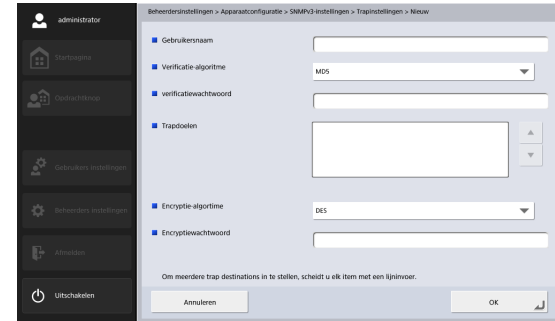 administrator
Startpagina
Opdrachtknop
Gebruikers instellingen
Beheerders instellingen
Afmelden
Uitschakelen
Beheerdersinstellingen > Apparaatconfiguratie > SNMPv3-instellingen > Trapinstellingen > Nieuw
Gebruikersnaam
Verificatie-algoritme
MD5
verificatiewachtwoord
Trapdoelen
Encryptie-algortime
DES
Encryptiewachtwoord
Om meerdere trap destinations in te stellen, scheidt u elk item met een lijninvoer.
Annuleren
OK